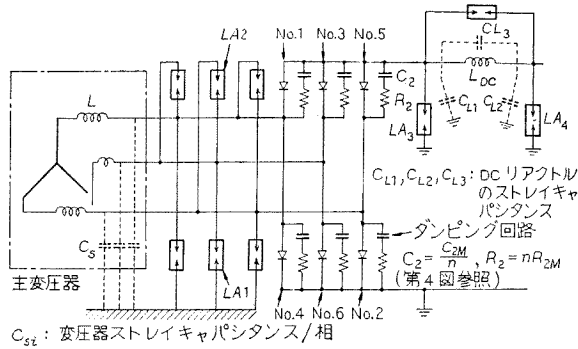 LA2
No.1
No.3
No.5
CL3
LDC
C2
R2
LA3
CL1
CL2
LA4
L
CL1,CL2,CL3: DCリアクトル
のストレイキャ
パシタンス
Cs
主変圧器
LA1
ダンピング回路
C2=C2M/n, R2=nR2M
(第4図参照)
No.4
No.6
No.2
Cst: 変圧器ストレイキャパシタンス/相